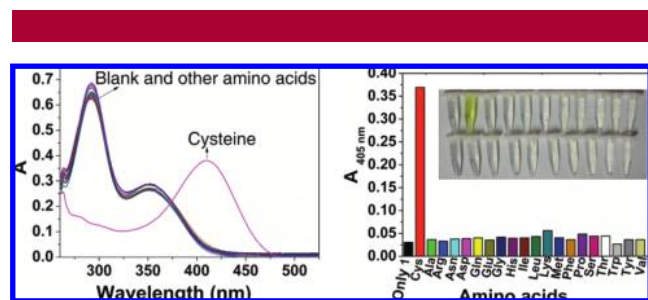 0.7
0.6
0.5
0.4
0.3
0.2
0.1
0.0
A
Blank and other amino acids
Cysteine
300 350 400 450 500
Wavelength (nm)
0.40
0.35
0.30
0.25
0.20
0.15
0.10
0.05
0.00
A 405 nm
Only 1
Cys
Ala
Arg
Asn
Asp
Gln
Glu
Gly
His
Ile
Leu
Lys
Met
Phe
Pro
Ser
Thr
Trp
Tyr
Val
Amino acids